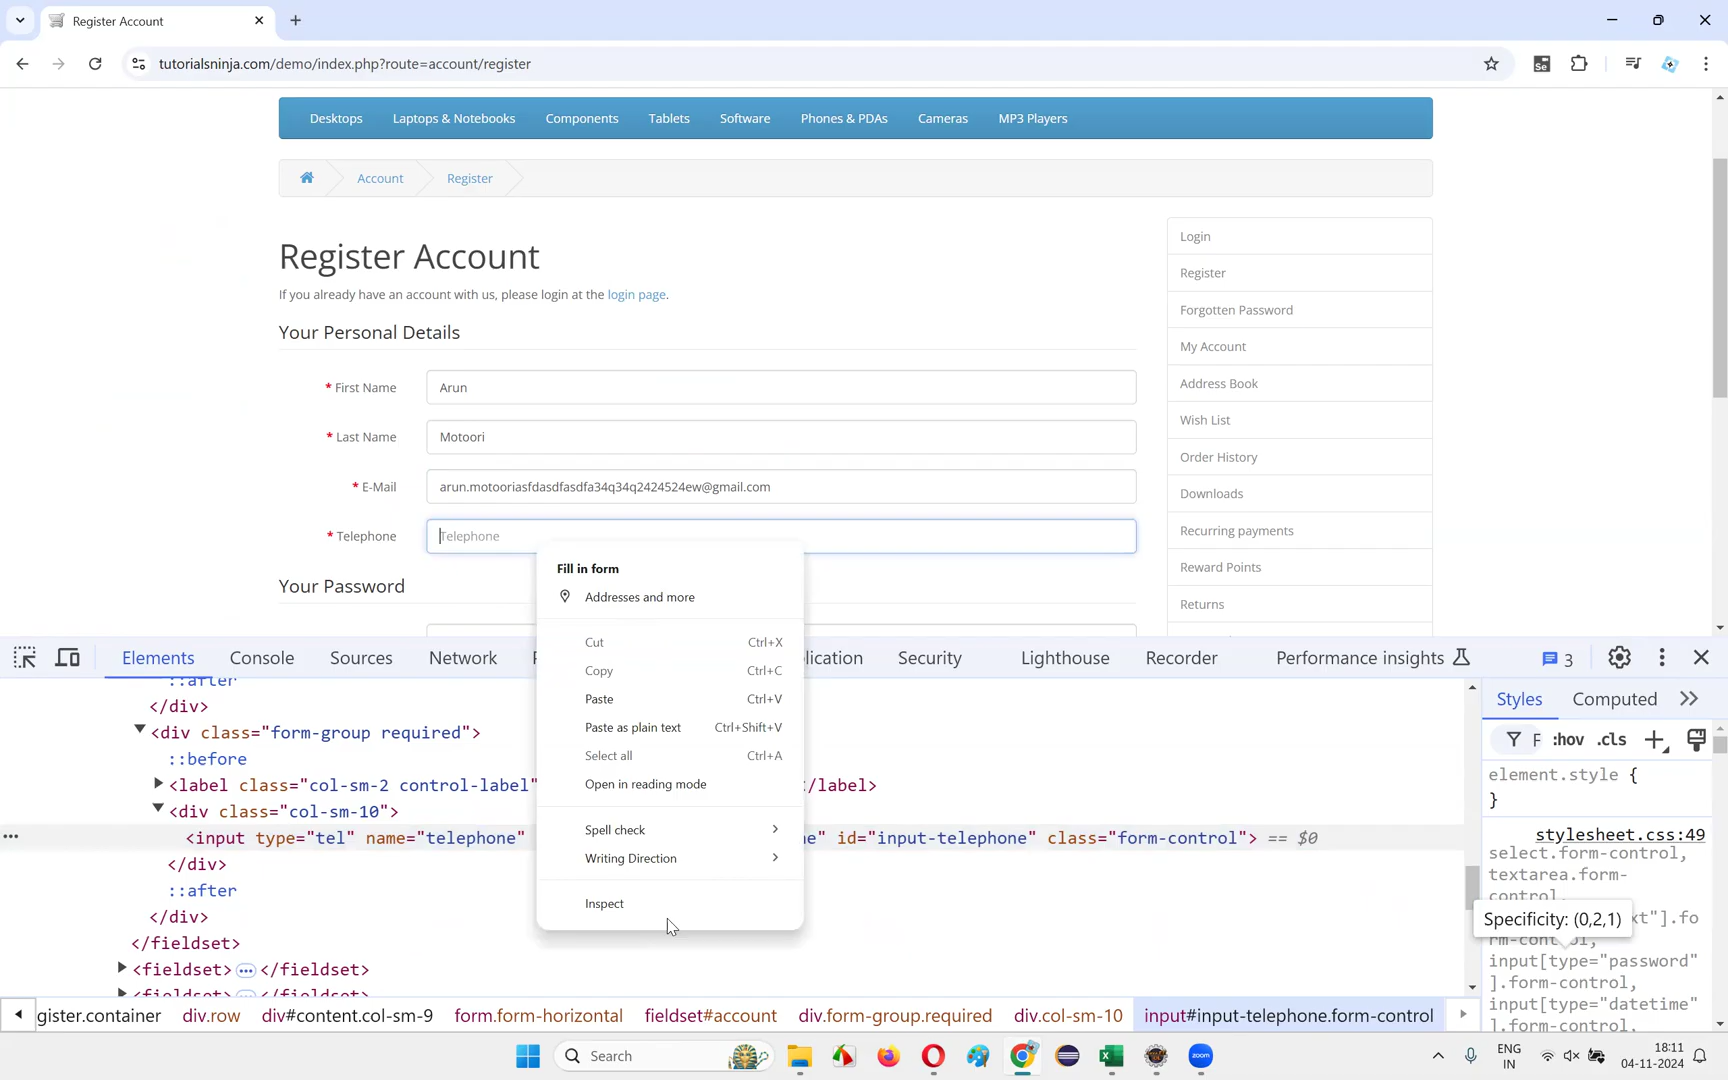 Register Account
tutorialsninja.com/demo/index.php?route=account/register
Desktops Laptops & Notebooks Components Tablets Software Phones & PDAs Cameras MP3 Players
Account Register
Register Account
If you already have an account with us, please login at the login page.
Your Personal Details
* First Name Arun
* Last Name Motoori
* E-Mail arun.motooriasfdasdfasdfa34q34q2424524ew@gmail.com
* Telephone Telephone
Your Password
Login
Register
Forgotten Password
My Account
Address Book
Wish List
Order History
Downloads
Recurring payments
Reward Points
Returns
Fill in form
Addresses and more
Cut Ctrl+X
Copy Ctrl+C
Paste Ctrl+V
Paste as plain text Ctrl+Shift+V
Select all Ctrl+A
Open in reading mode
Spell check
Writing Direction
Inspect
Elements Console Sources Network lication Security Lighthouse Recorder Performance insights 3
::after
</div>
<div class="form-group required">
::before
<label class="col-sm-2 control-label" /label>
<div class="col-sm-10">
<input type="tel" name="telephone" e" id="input-telephone" class="form-control"> == $0
</div>
::after
</div>
</fieldset>
<fieldset> ••• </fieldset>
<fieldset> </fieldset>
Styles Computed
F :hov .cls
element.style {
}
stylesheet.css:49
select.form-control,
textarea.form-
control,
Specificity: (0,2,1)
xt"].fo
rm-control,
input[type="password"
].form-control,
input[type="datetime"
].form-control,
gister.container div.row div#content.col-sm-9 form.form-horizontal fieldset#account div.form-group.required div.col-sm-10 input#input-telephone.form-control
Search
zoom
ENG
IN
18:11
04-11-2024